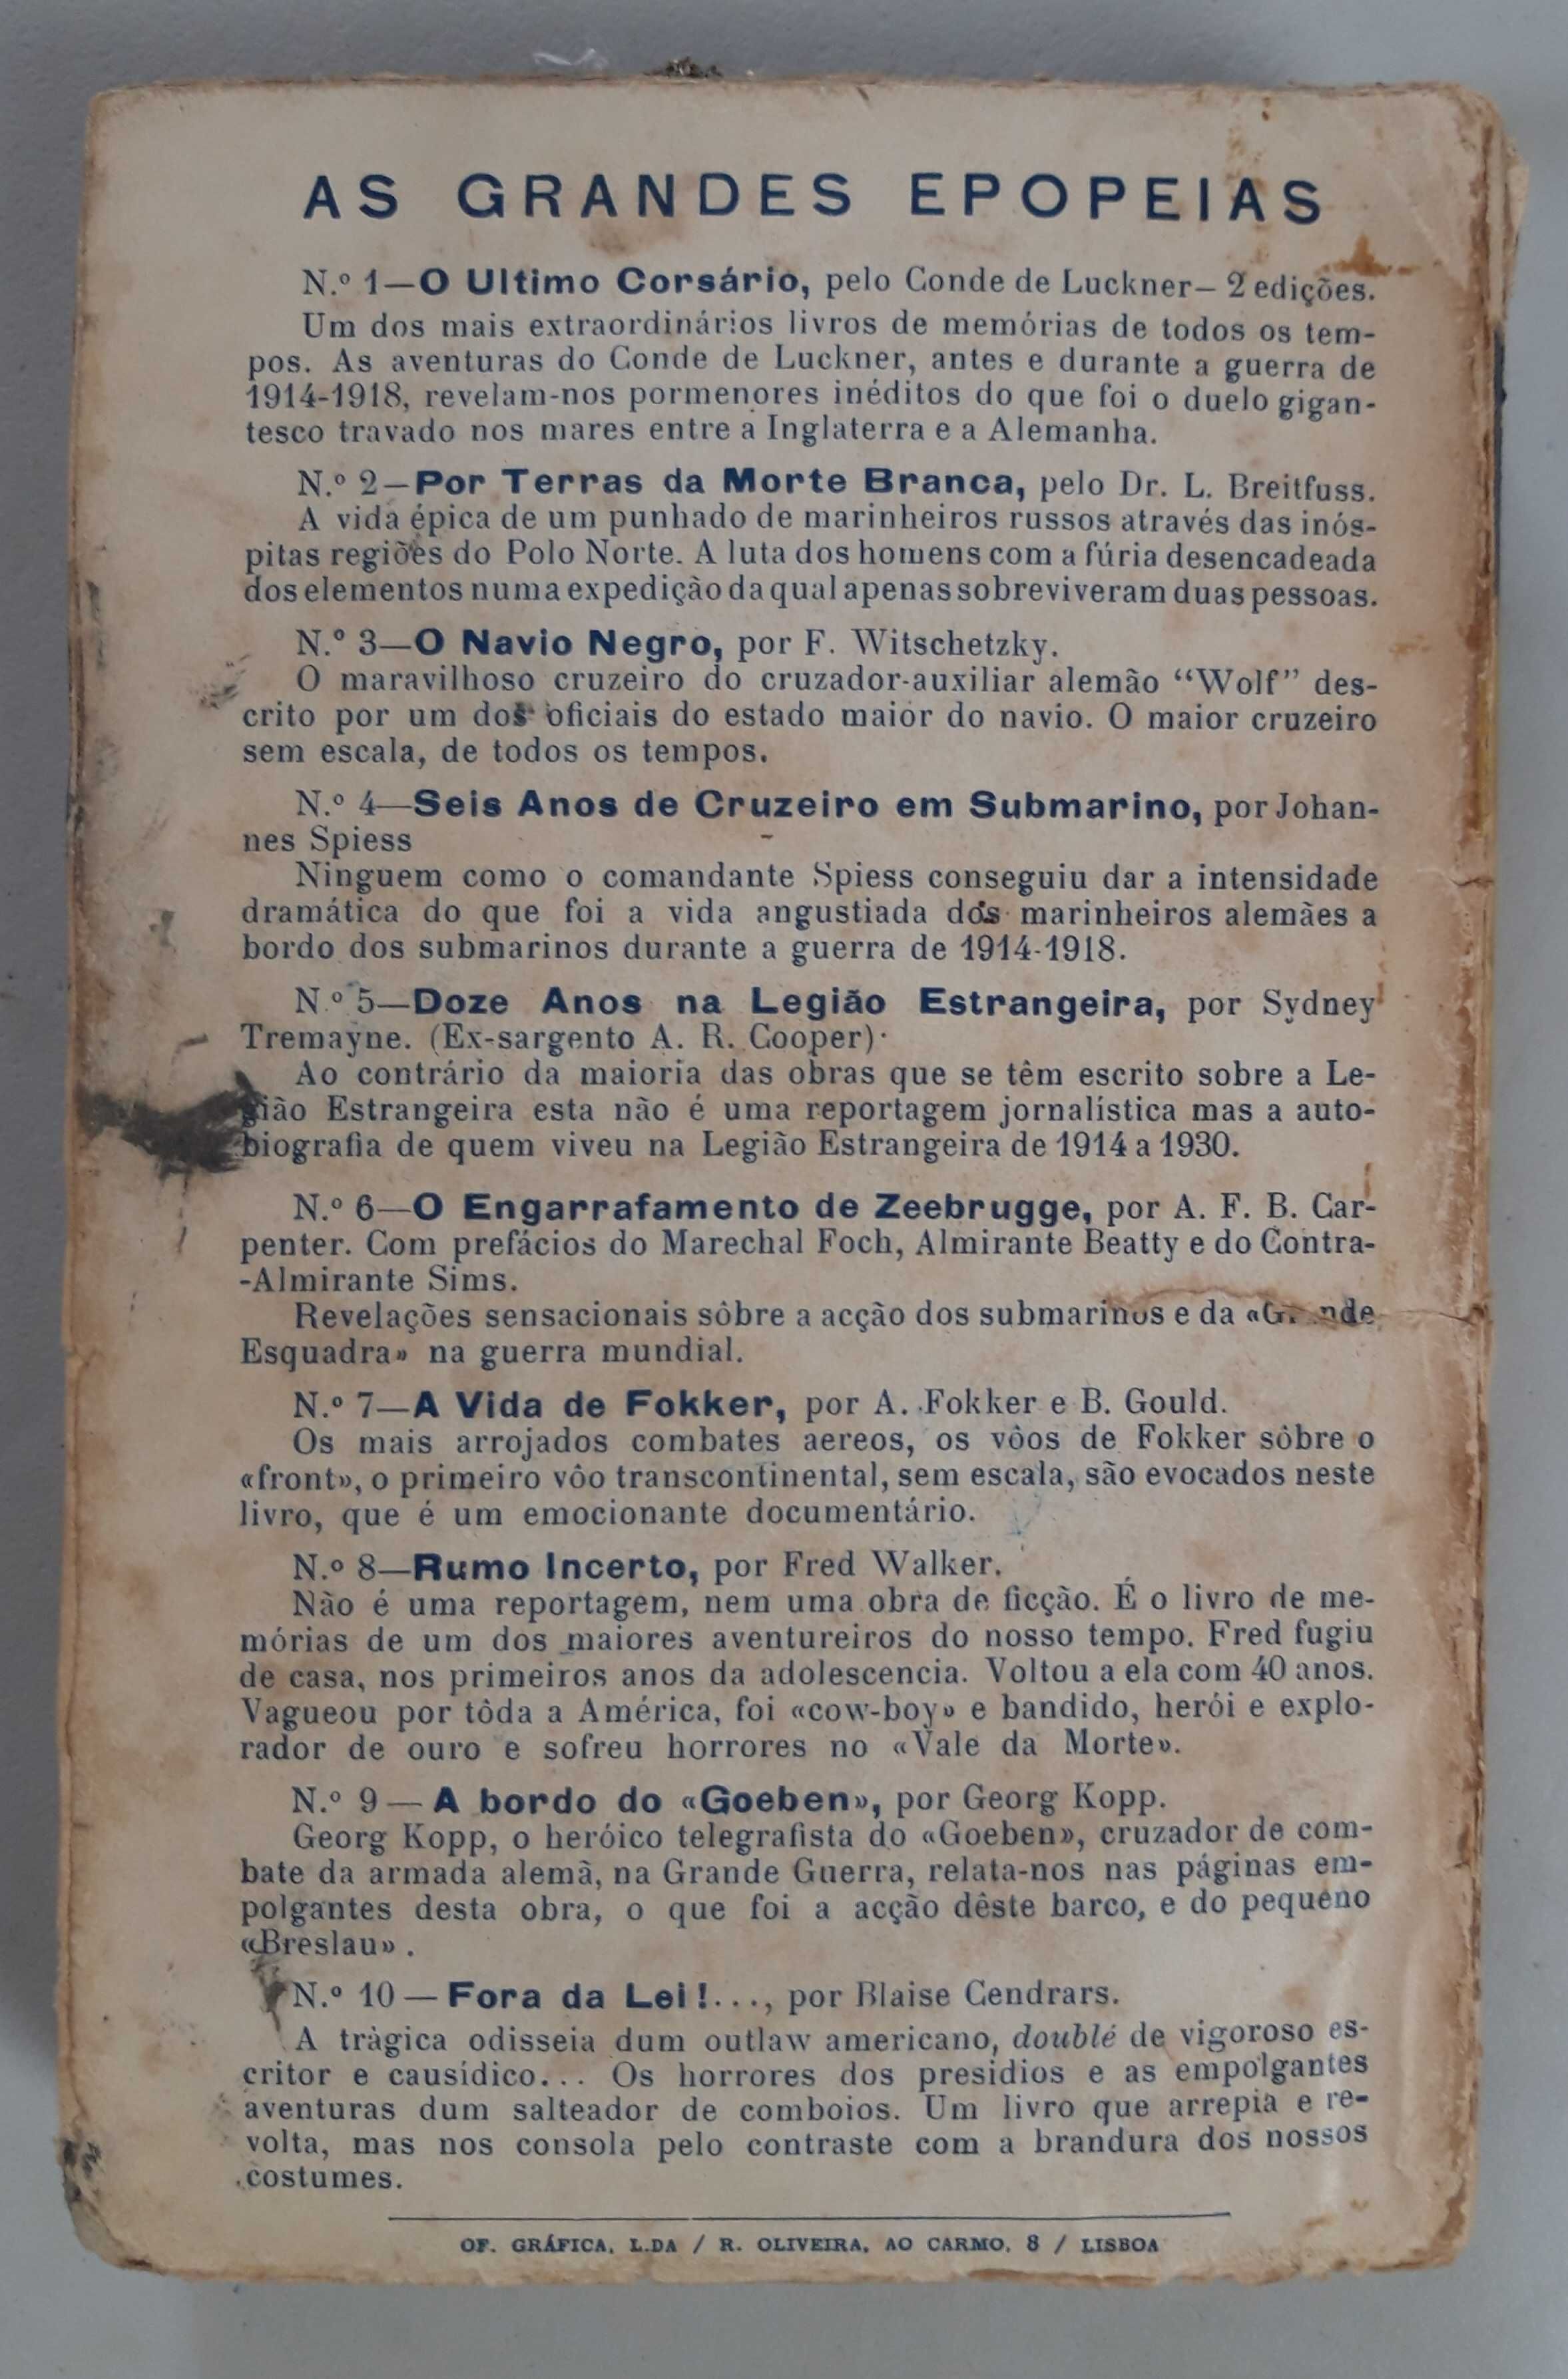 AS GRANDES EPOPEIAS
N.º 1—O Ultimo Corsário, pelo Conde de Luckner— 2 edições.
Um dos mais extraordinários livros de memórias de todos os tem-
pos. As aventuras do Conde de Luckner, antes e durante a guerra de
1914-1918, revelam-nos pormenores inéditos do que foi o duelo gigan-
tesco travado nos mares entre a Inglaterra e a Alemanha.
N.º 2—Por Terras da Morte Branca, pelo Dr. L. Breitfuss.
A vida épica de um punhado de marinheiros russos através das inós-
pitas regiões do Polo Norte. A luta dos homens com a fúria desencadeada
dos elementos numa expedição da qual apenas sobreviveram duas pessoas.
N.º 3—O Navio Negro, por F. Witschetzky.
O maravilhoso cruzeiro do cruzador-auxiliar alemão “Wolf” des-
crito por um dos oficiais do estado maior do navio. O maior cruzeiro
sem escala, de todos os tempos.
N.º 4—Seis Anos de Cruzeiro em Submarino, por Johan-
nes Spiess
Ninguem como o comandante Spiess conseguiu dar a intensidade
dramática do que foi a vida angustiada dos marinheiros alemães a
bordo dos submarinos durante a guerra de 1914-1918.
N.º 5—Doze Anos na Legião Estrangeira, por Sydney
Tremayne. (Ex-sargento A. R. Cooper).
Ao contrário da maioria das obras que se têm escrito sobre a Le-
gião Estrangeira esta não é uma reportagem jornalística mas a auto-
biografia de quem viveu na Legião Estrangeira de 1914 a 1930.
N.º 6—O Engarrafamento de Zeebrugge, por A. F. B. Car-
penter. Com prefácios do Marechal Foch, Almirante Beatty e do Contra-
-Almirante Sims.
Revelações sensacionais sôbre a acção dos submarinos e da «Grande
Esquadra» na guerra mundial.
N.º 7—A Vida de Fokker, por A. Fokker e B. Gould.
Os mais arrojados combates aereos, os vôos de Fokker sôbre o
«front», o primeiro vôo transcontinental, sem escala, são evocados neste
livro, que é um emocionante documentário.
N.º 8—Rumo Incerto, por Fred Walker.
Não é uma reportagem, nem uma obra de ficção. É o livro de me-
mórias de um dos maiores aventureiros do nosso tempo. Fred fugiu
de casa, nos primeiros anos da adolescencia. Voltou a ela com 40 anos.
Vagueou por tôda a América, foi «cow-boy» e bandido, herói e explo-
rador de ouro e sofreu horrores no «Vale da Morte».
N.º 9—A bordo do «Goeben», por Georg Kopp.
Georg Kopp, o heróico telegrafista do «Goeben», cruzador de com-
bate da armada alemã, na Grande Guerra, relata-nos nas páginas em-
polgantes desta obra, o que foi a acção dêste barco, e do pequeno
«Breslau».
N.º 10—Fora da Lei!..., por Blaise Cendrars.
A trágica odisseia dum outlaw americano, doublé de vigoroso es-
critor e causídico... Os horrores dos presidios e as empolgantes
aventuras dum salteador de comboios. Um livro que arrepia e re-
volta, mas nos consola pelo contraste com a brandura dos nossos
costumes.
OF. GRÁFICA, L.DA / R. OLIVEIRA, AO CARMO, 8 / LISBOA